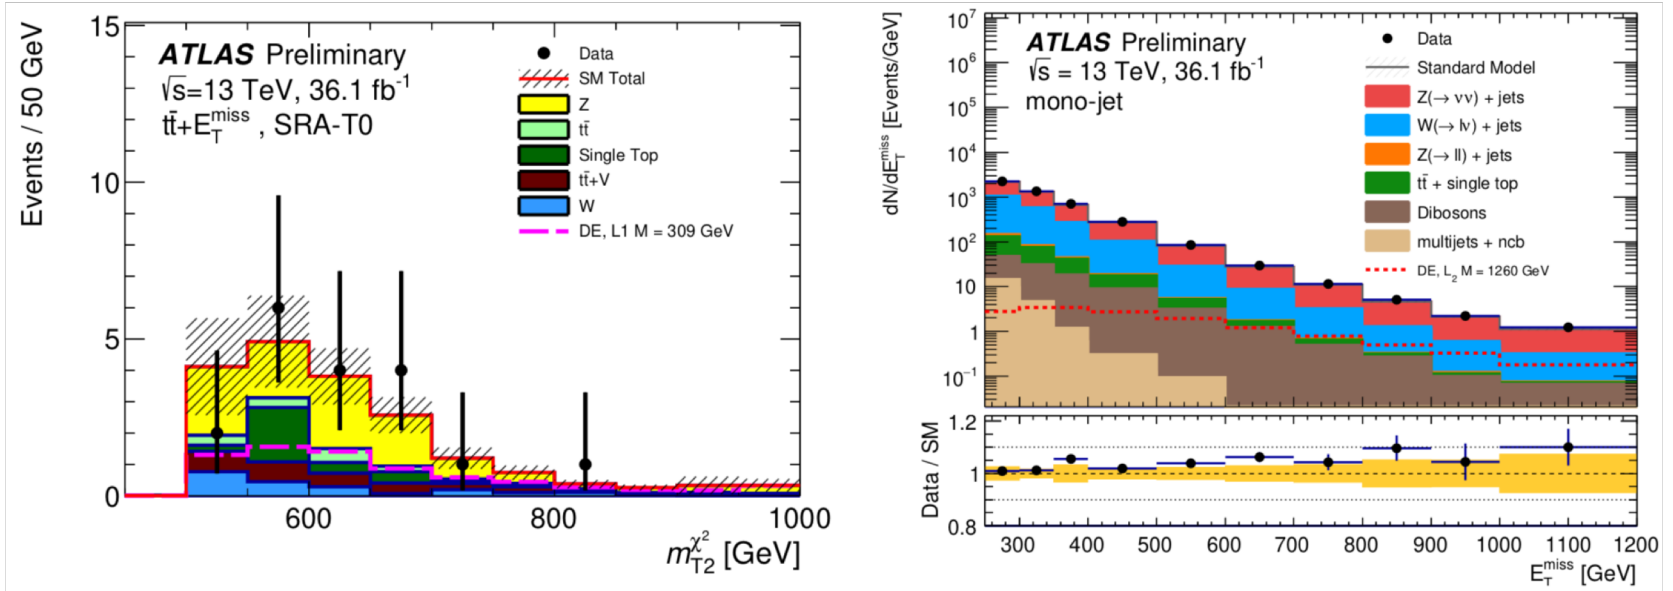 Events / 50 GeV
15
10
5
0
ATLAS Preliminary
√s=13 TeV, 36.1 fb⁻¹
tt̄+E_T^miss , SRA-T0
Data
SM Total
Z
tt̄
Single Top
tt̄+V
W
DE, L1 M = 309 GeV
600
800
1000
m_T2^χ² [GeV]
dN/dE_T^miss [Events/GeV]
10⁷
10⁶
10⁵
10⁴
10³
10²
10
1
10⁻¹
ATLAS Preliminary
√s = 13 TeV, 36.1 fb⁻¹
mono-jet
Data
Standard Model
Z(→ νν) + jets
W(→ lν) + jets
Z(→ ll) + jets
tt̄ + single top
Dibosons
multijets + ncb
DE, L₂ M = 1260 GeV
Data / SM
1.2
1
0.8
300 400 500 600 700 800 900 1000 1100 1200
E_T^miss [GeV]